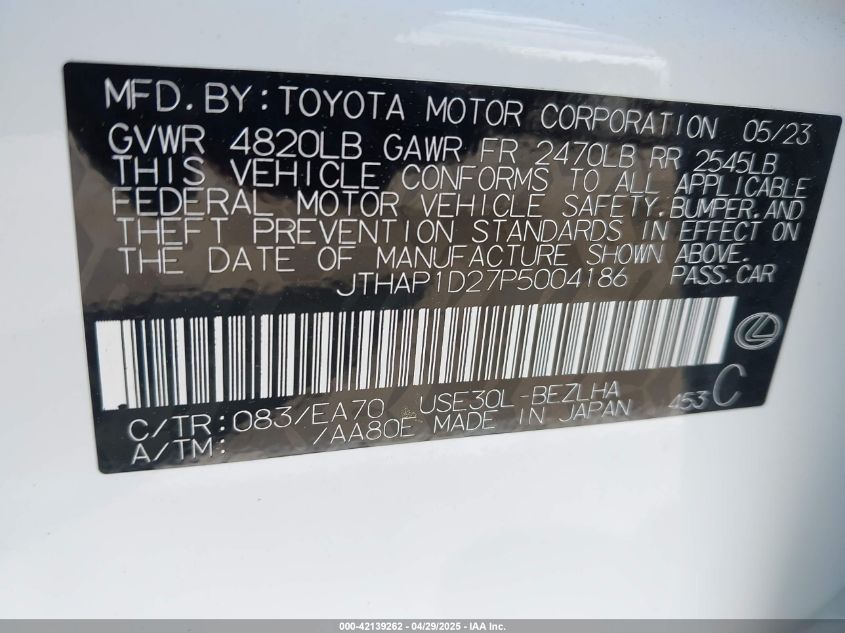 MFD. BY: TOYOTA MOTOR CORPORATION 05/23
GVWR 4820LB GAWR FR 2470LB RR 2545LB
THIS VEHICLE CONFORMS TO ALL APPLICABLE
FEDERAL MOTOR VEHICLE SAFETY, BUMPER, AND
THEFT PREVENTION STANDARDS IN EFFECT ON
THE DATE OF MANUFACTURE SHOWN ABOVE.
JTHAP1D27P5004186 PASS. CAR
C/TR: 083/EA70 USE30L-BEZLHA 453 C
A/TM: /AA80E MADE IN JAPAN
000-42139262 - 04/29/2025 - IAA Inc.